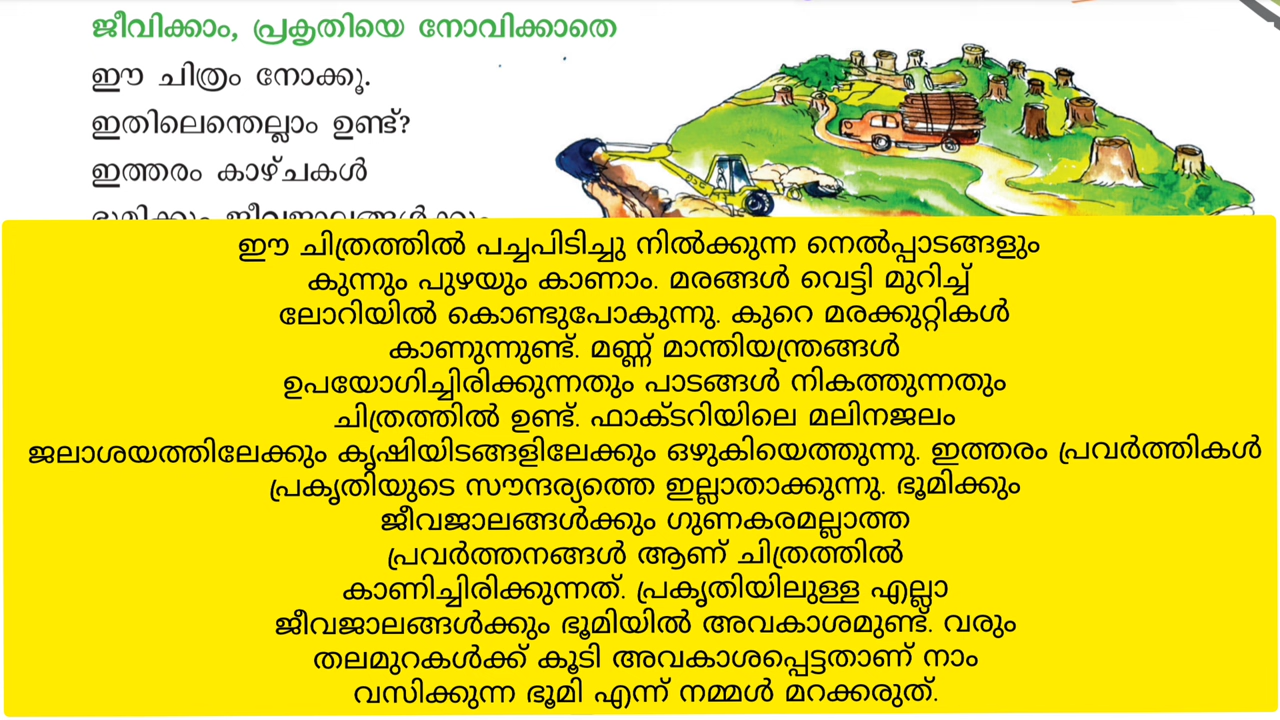 ജീവിക്കാം, പ്രകൃതിയെ നോവിക്കാതെ
ഈ ചിത്രം നോക്കൂ.
ഇതിലെന്തെല്ലാം ഉണ്ട്?
ഇത്തരം കാഴ്ചകൾ
ഭൂമിക്കും ജീവജാലങ്ങൾക്കും
ഈ ചിത്രത്തിൽ പച്ചപിടിച്ചു നിൽക്കുന്ന നെൽപ്പാടങ്ങളും
കുന്നും പുഴയും കാണാം. മരങ്ങൾ വെട്ടി മുറിച്ച്
ലോറിയിൽ കൊണ്ടുപോകുന്നു. കുറെ മരക്കുറ്റികൾ
കാണുന്നുണ്ട്. മണ്ണ് മാന്തിയന്ത്രങ്ങൾ
ഉപയോഗിച്ചിരിക്കുന്നതും പാടങ്ങൾ നികത്തുന്നതും
ചിത്രത്തിൽ ഉണ്ട്. ഫാക്ടറിയിലെ മലിനജലം
ജലാശയത്തിലേക്കും കൃഷിയിടങ്ങളിലേക്കും ഒഴുകിയെത്തുന്നു. ഇത്തരം പ്രവർത്തികൾ
പ്രകൃതിയുടെ സൗന്ദര്യത്തെ ഇല്ലാതാക്കുന്നു. ഭൂമിക്കും
ജീവജാലങ്ങൾക്കും ഗുണകരമല്ലാത്ത
പ്രവർത്തനങ്ങൾ ആണ് ചിത്രത്തിൽ
കാണിച്ചിരിക്കുന്നത്. പ്രകൃതിയിലുള്ള എല്ലാ
ജീവജാലങ്ങൾക്കും ഭൂമിയിൽ അവകാശമുണ്ട്. വരും
തലമുറകൾക്ക് കൂടി അവകാശപ്പെട്ടതാണ് നാം
വസിക്കുന്ന ഭൂമി എന്ന് നമ്മൾ മറക്കരുത്.